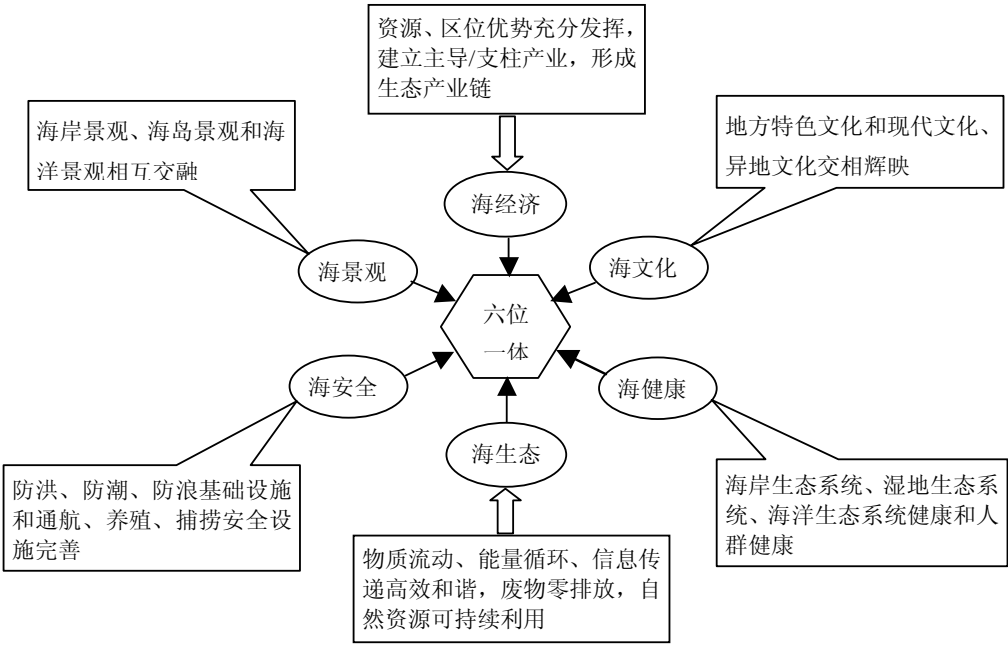 资源、区位优势充分发挥，
建立主导/支柱产业，形成
生态产业链
海岸景观、海岛景观和海
洋景观相互交融
地方特色文化和现代文化、
异地文化交相辉映
海经济
海景观
海文化
六位
一体
海安全
海健康
海生态
防洪、防潮、防浪基础设施
和通航、养殖、捕捞安全设
施完善
海岸生态系统、湿地生态系
统、海洋生态系统健康和人
群健康
物质流动、能量循环、信息传
递高效和谐，废物零排放，自
然资源可持续利用